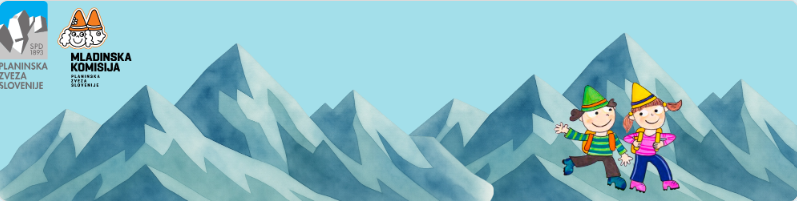 SPD
1893
PLANINSKA
ZVEZA
SLOVENIJE
MLADINSKA
KOMISIJA
PLANINSKA
ZVEZA
SLOVENIJE